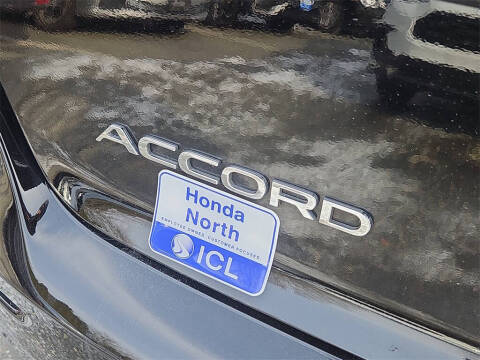 ACCORD
Honda
North
EMPLOYEE OWNED. CUSTOMER FOCUSED.
ICL